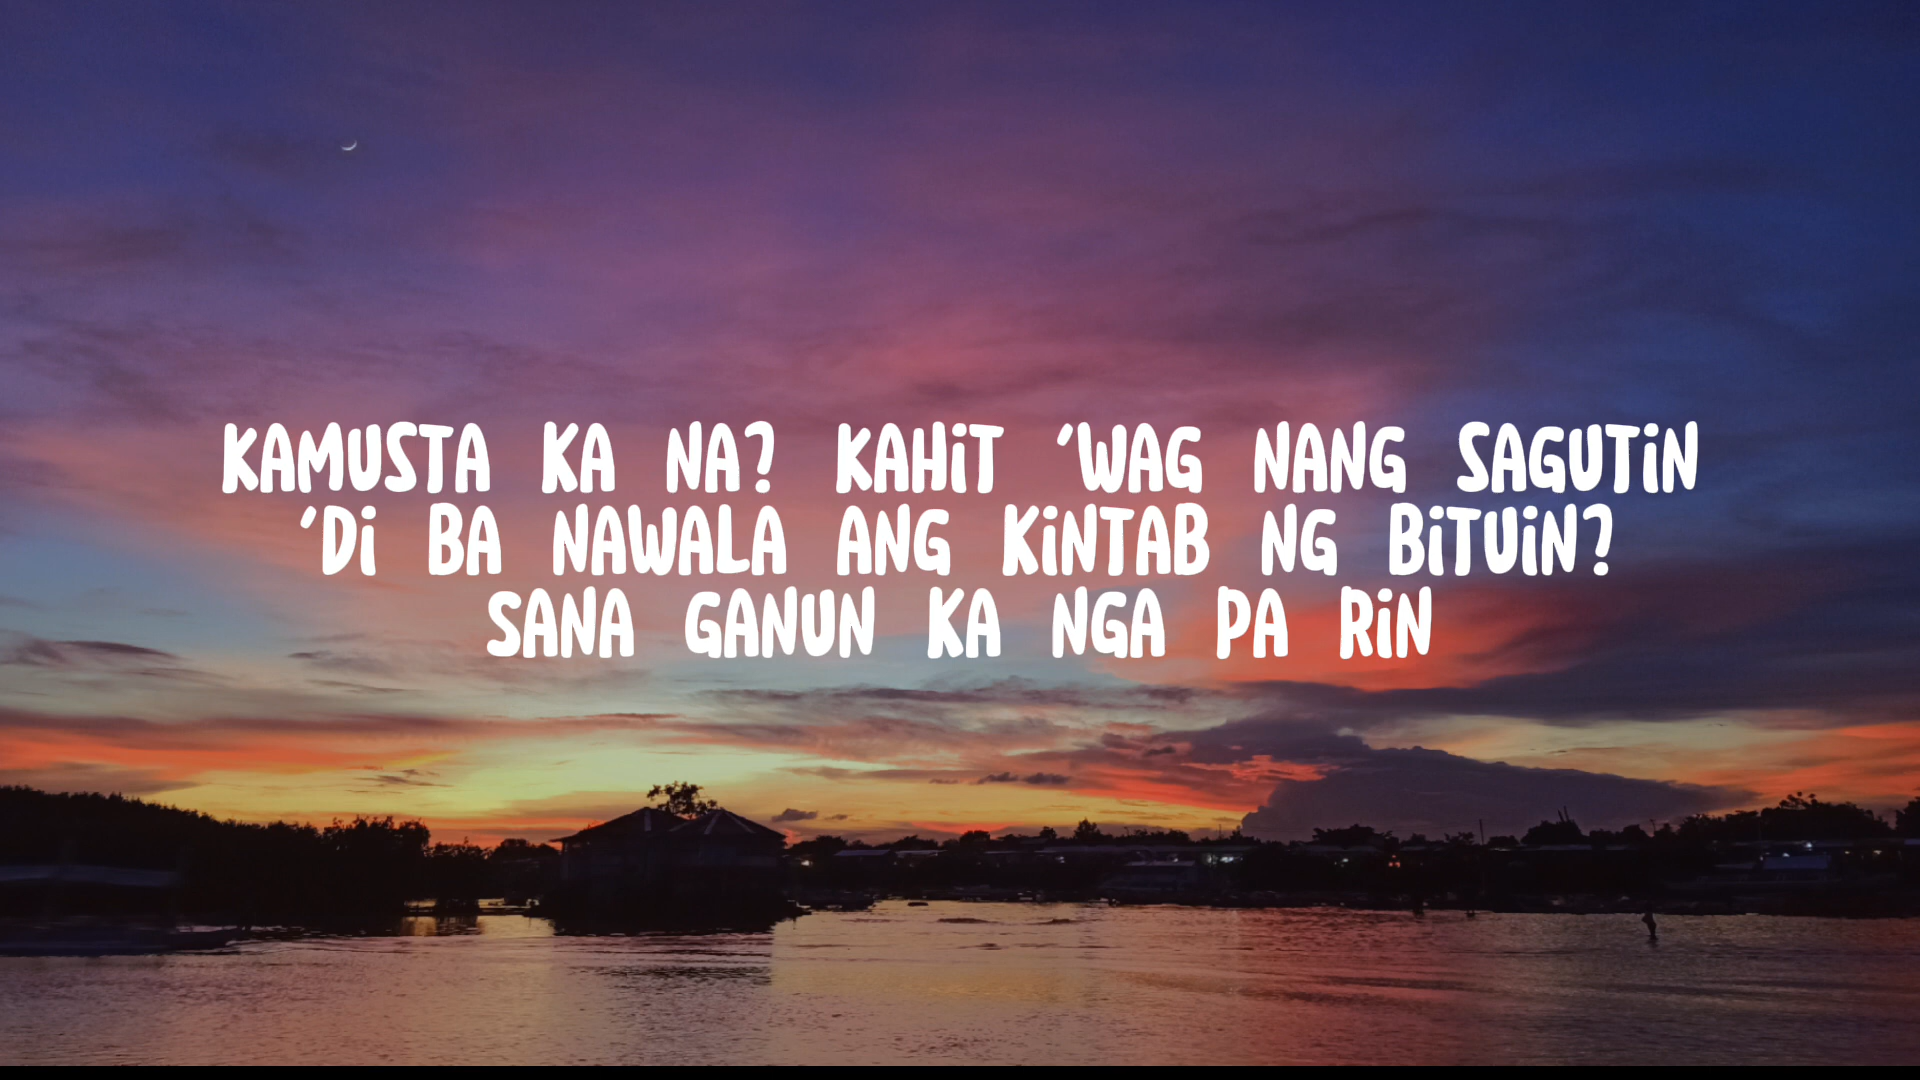 KAMUSTA KA NA? KAHiT 'WAG NANG SAGUTiN
'Di BA NAWALA ANG KiNTAB NG BiTUiN?
SANA GANUN KA NGA PA RiN